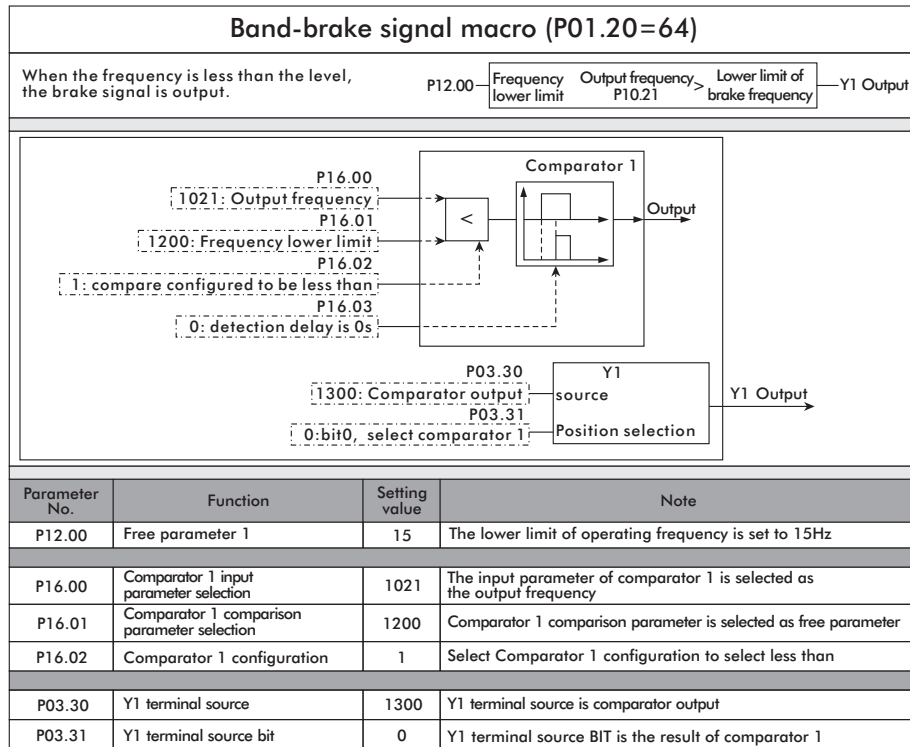 Band-brake signal macro (P01.20=64)
When the frequency is less than the level,
the brake signal is output.
P12.00
Frequency
lower limit
Output frequency
P10.21
>
Lower limit of
brake frequency
Y1 Output
Comparator 1
P16.00
1021: Output frequency
P16.01
1200: Frequency lower limit
P16.02
1: compare configured to be less than
P16.03
0: detection delay is 0s
<
Output
P03.30
1300: Comparator output
P03.31
0:bit0, select comparator 1
Y1
source
Position selection
Y1 Output
Parameter No. Function Setting value Note
P12.00 Free parameter 1 15 The lower limit of operating frequency is set to 15Hz
P16.00 Comparator 1 input parameter selection 1021 The input parameter of comparator 1 is selected as the output frequency
P16.01 Comparator 1 comparison parameter selection 1200 Comparator 1 comparison parameter is selected as free parameter
P16.02 Comparator 1 configuration 1 Select Comparator 1 configuration to select less than
P03.30 Y1 terminal source 1300 Y1 terminal source is comparator output
P03.31 Y1 terminal source bit 0 Y1 terminal source BIT is the result of comparator 1